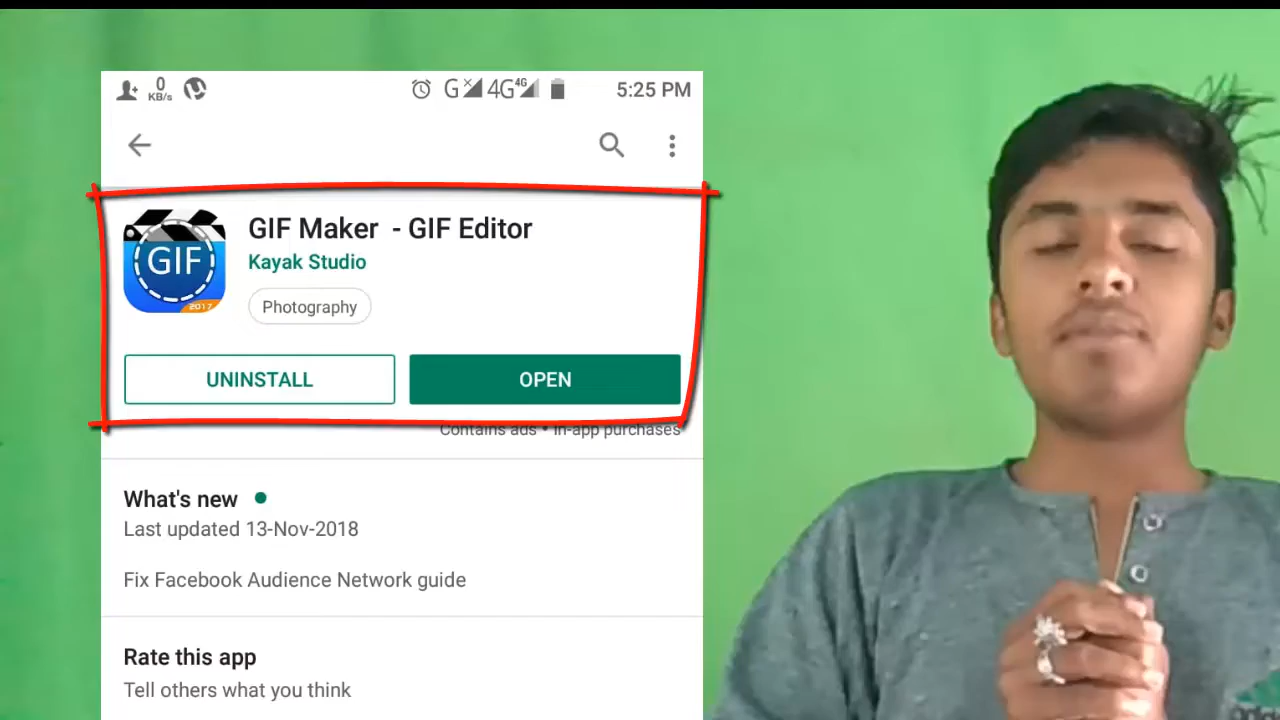 0
KB/s
G 4G 4G 5:25 PM
GIF Maker - GIF Editor
GIF
Kayak Studio
2017
Photography
UNINSTALL OPEN
Contains ads • In-app purchases
What's new
Last updated 13-Nov-2018
Fix Facebook Audience Network guide
Rate this app
Tell others what you think